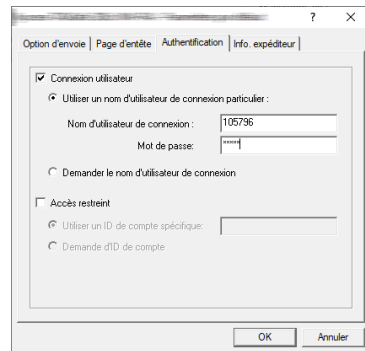 ? ×
Option d'envoie Page d'entête Authentification Info. expéditeur
Connexion utilisateur
Utiliser un nom d'utilisateur de connexion particulier :
Nom d'utilisateur de connexion : 105796
Mot de passe: *****
Demander le nom d'utilisateur de connexion
Accès restreint
Utiliser un ID de compte spécifique:
Demande d'ID de compte
OK Annuler